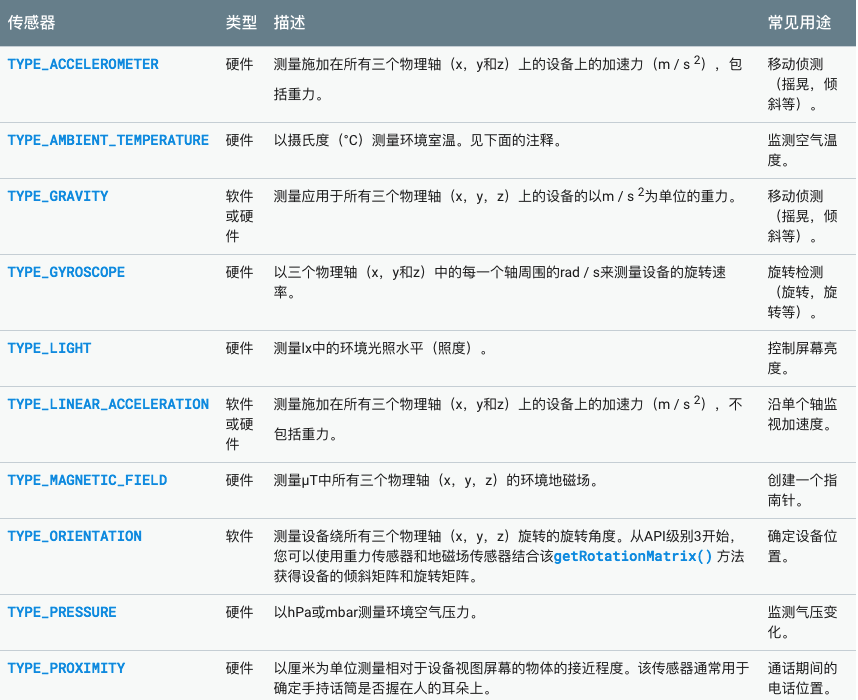 传感器 类型 描述 常见用途
TYPE_ACCELEROMETER 硬件 测量施加在所有三个物理轴（x，y和z）上的设备上的加速力（m / s 2），包 移动侦测
括重力。 （摇晃，倾
斜等）。
TYPE_AMBIENT_TEMPERATURE 硬件 以摄氏度（°C）测量环境室温。见下面的注释。 监测空气温
度。
TYPE_GRAVITY 软件 测量应用于所有三个物理轴（x，y，z）上的设备的以m / s 2为单位的重力。 移动侦测
或硬 （摇晃，倾
件 斜等）。
TYPE_GYROSCOPE 硬件 以三个物理轴（x，y和z）中的每一个轴周围的rad / s来测量设备的旋转速 旋转检测
率。 （旋转，旋
转等）。
TYPE_LIGHT 硬件 测量lx中的环境光照水平（照度）。 控制屏幕亮
度。
TYPE_LINEAR_ACCELERATION 软件 测量施加在所有三个物理轴（x，y和z）上的设备上的加速力（m / s 2），不 沿单个轴监
或硬 包括重力。 视加速度。
件
TYPE_MAGNETIC_FIELD 硬件 测量μT中所有三个物理轴（x，y，z）的环境地磁场。 创建一个指
南针。
TYPE_ORIENTATION 软件 测量设备绕所有三个物理轴（x，y，z）旋转的旋转角度。从API级别3开始， 确定设备位
您可以使用重力传感器和地磁场传感器结合该getRotationMatrix() 方法 置。
获得设备的倾斜矩阵和旋转矩阵。
TYPE_PRESSURE 硬件 以hPa或mbar测量环境空气压力。 监测气压变
化。
TYPE_PROXIMITY 硬件 以厘米为单位测量相对于设备视图屏幕的物体的接近程度。该传感器通常用于 通话期间的
确定手持话筒是否握在人的耳朵上。 电话位置。